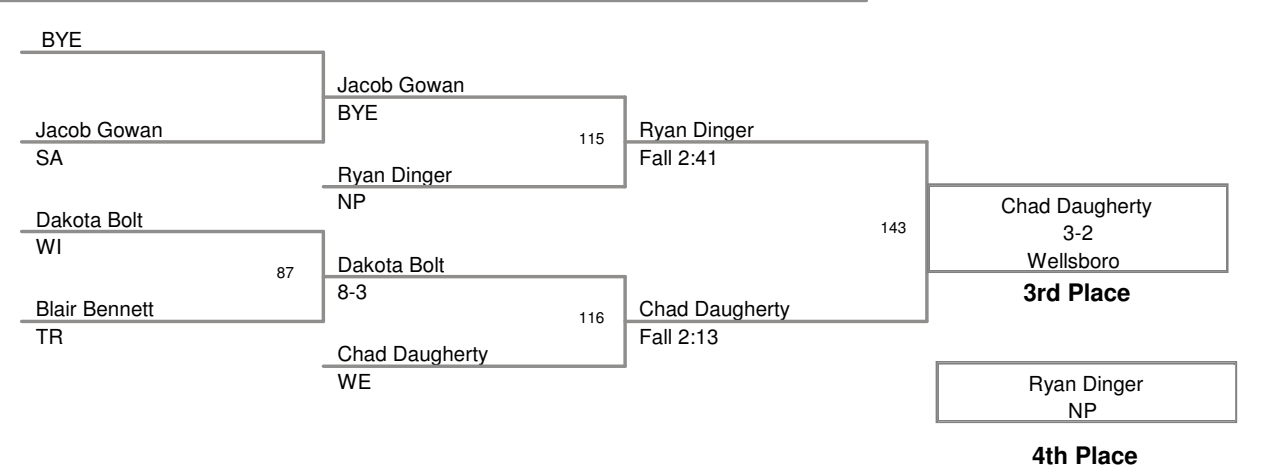 BYE
Jacob Gowan
BYE
Jacob Gowan
SA
115
Ryan Dinger
Fall 2:41
Ryan Dinger
NP
Dakota Bolt
WI
143
Chad Daugherty
3-2
Wellsboro
3rd Place
87
Dakota Bolt
8-3
Blair Bennett
TR
116
Chad Daugherty
Fall 2:13
Chad Daugherty
WE
Ryan Dinger
NP
4th Place